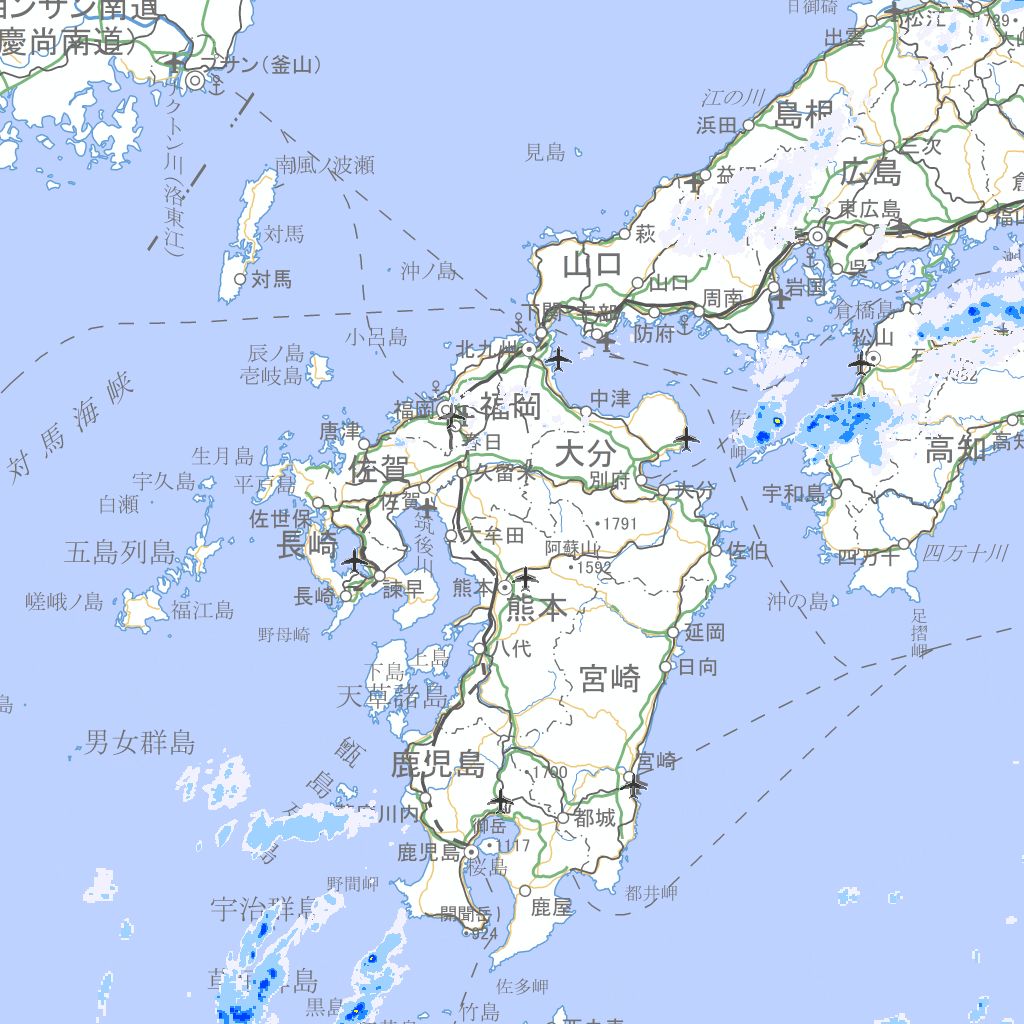 慶尚南道）
プサン（釜山）
日御碕
出雲
江の川
浜田
島根
三次
見島
広島
東広島
南風ノ波瀬
対馬
対馬
沖ノ島
萩
山口
山口
周南
岩国
呉
防府
倉橋島
松山
小呂島
北九州
辰ノ島
壱岐島
対馬海峡
福岡
福岡
中津
唐津
春日
大分
別府
大分
佐賀
佐賀
久留米
高知
生月島
平戸島
宇久島
白瀬
佐世保
長崎
五島列島
筑後川
大牟田
1791
阿蘇山
1592
宇和島
佐伯
四万十川
嵯峨ノ島
福江島
長崎
諫早
熊本
熊本
沖の島
足摺岬
野母崎
八代
延岡
日向
下島
上島
天草諸島
宮崎
男女群島
鹿児島
1700
宮崎
川内
都城
御岳
1117
鹿児島
桜島
野間岬
都井岬
鹿屋
開聞岳
924
宇治群島
佐多岬
黒島
竹島